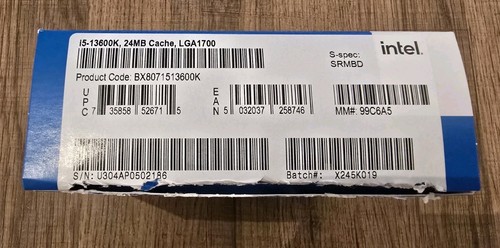 I5-13600K, 24MB Cache, LGA1700
S-spec:
SRMBD
intel.
Product Code: BX8071513600K
UPC 7 35858 52671 5
EAN 5 032037 258746
MM#: 99C6A5
S/N: U304AP0502186
Batch#: X245K019